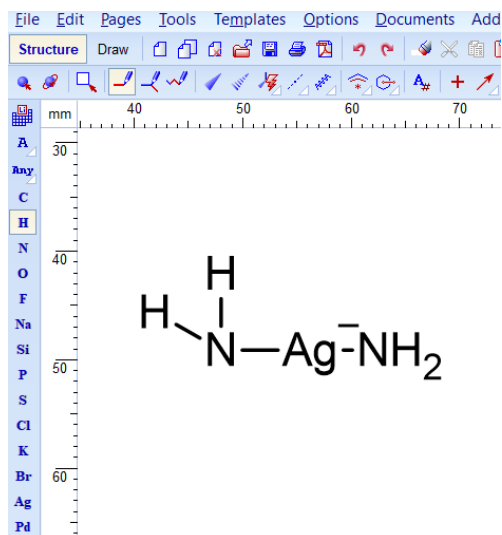 File Edit Pages Tools Templates Options Documents Add
Structure Draw
A#
mm 40 50 60 70
A
Any
C
H
N
O
F
Na
Si
P
S
Cl
K
Br
Ag
Pd
30
40
50
60
H
H
N—Ag⁻-NH₂